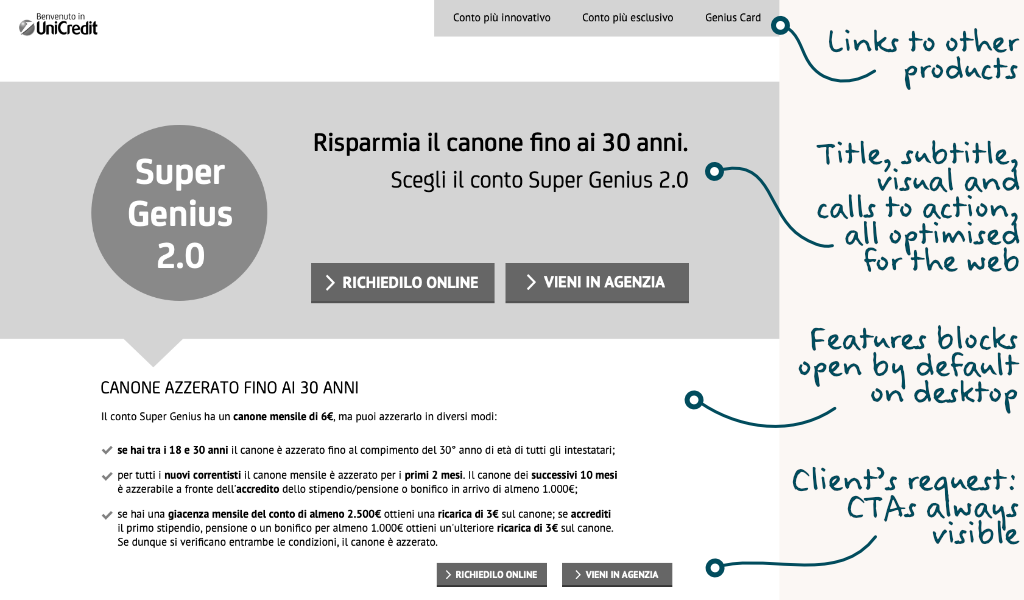 Benvenuto in
UniCredit
Conto più innovativo
Conto più esclusivo
Genius Card
Links to other
products
Super
Genius
2.0
Risparmia il canone fino ai 30 anni.
Scegli il conto Super Genius 2.0
RICHIEDILO ONLINE
VIENI IN AGENZIA
Title, subtitle,
visual and
calls to action,
all optimised
for the web
CANONE AZZERATO FINO AI 30 ANNI
Il conto Super Genius ha un canone mensile di 6€, ma puoi azzerarlo in diversi modi:
se hai tra i 18 e 30 anni il canone è azzerato fino al compimento del 30° anno di età di tutti gli intestatari;
per tutti i nuovi correntisti il canone mensile è azzerato per i primi 2 mesi. Il canone dei successivi 10 mesi
è azzerabile a fronte dell'accredito dello stipendio/pensione o bonifico in arrivo di almeno 1.000€;
se hai una giacenza mensile del conto di almeno 2.500€ ottieni una ricarica di 3€ sul canone; se accrediti
il primo stipendio, pensione o un bonifico per almeno 1.000€ ottieni un'ulteriore ricarica di 3€ sul canone.
Se dunque si verificano entrambe le condizioni, il canone è azzerato.
RICHIEDILO ONLINE
VIENI IN AGENZIA
Features blocks
open by default
on desktop
Client's request:
CTAs always
visible